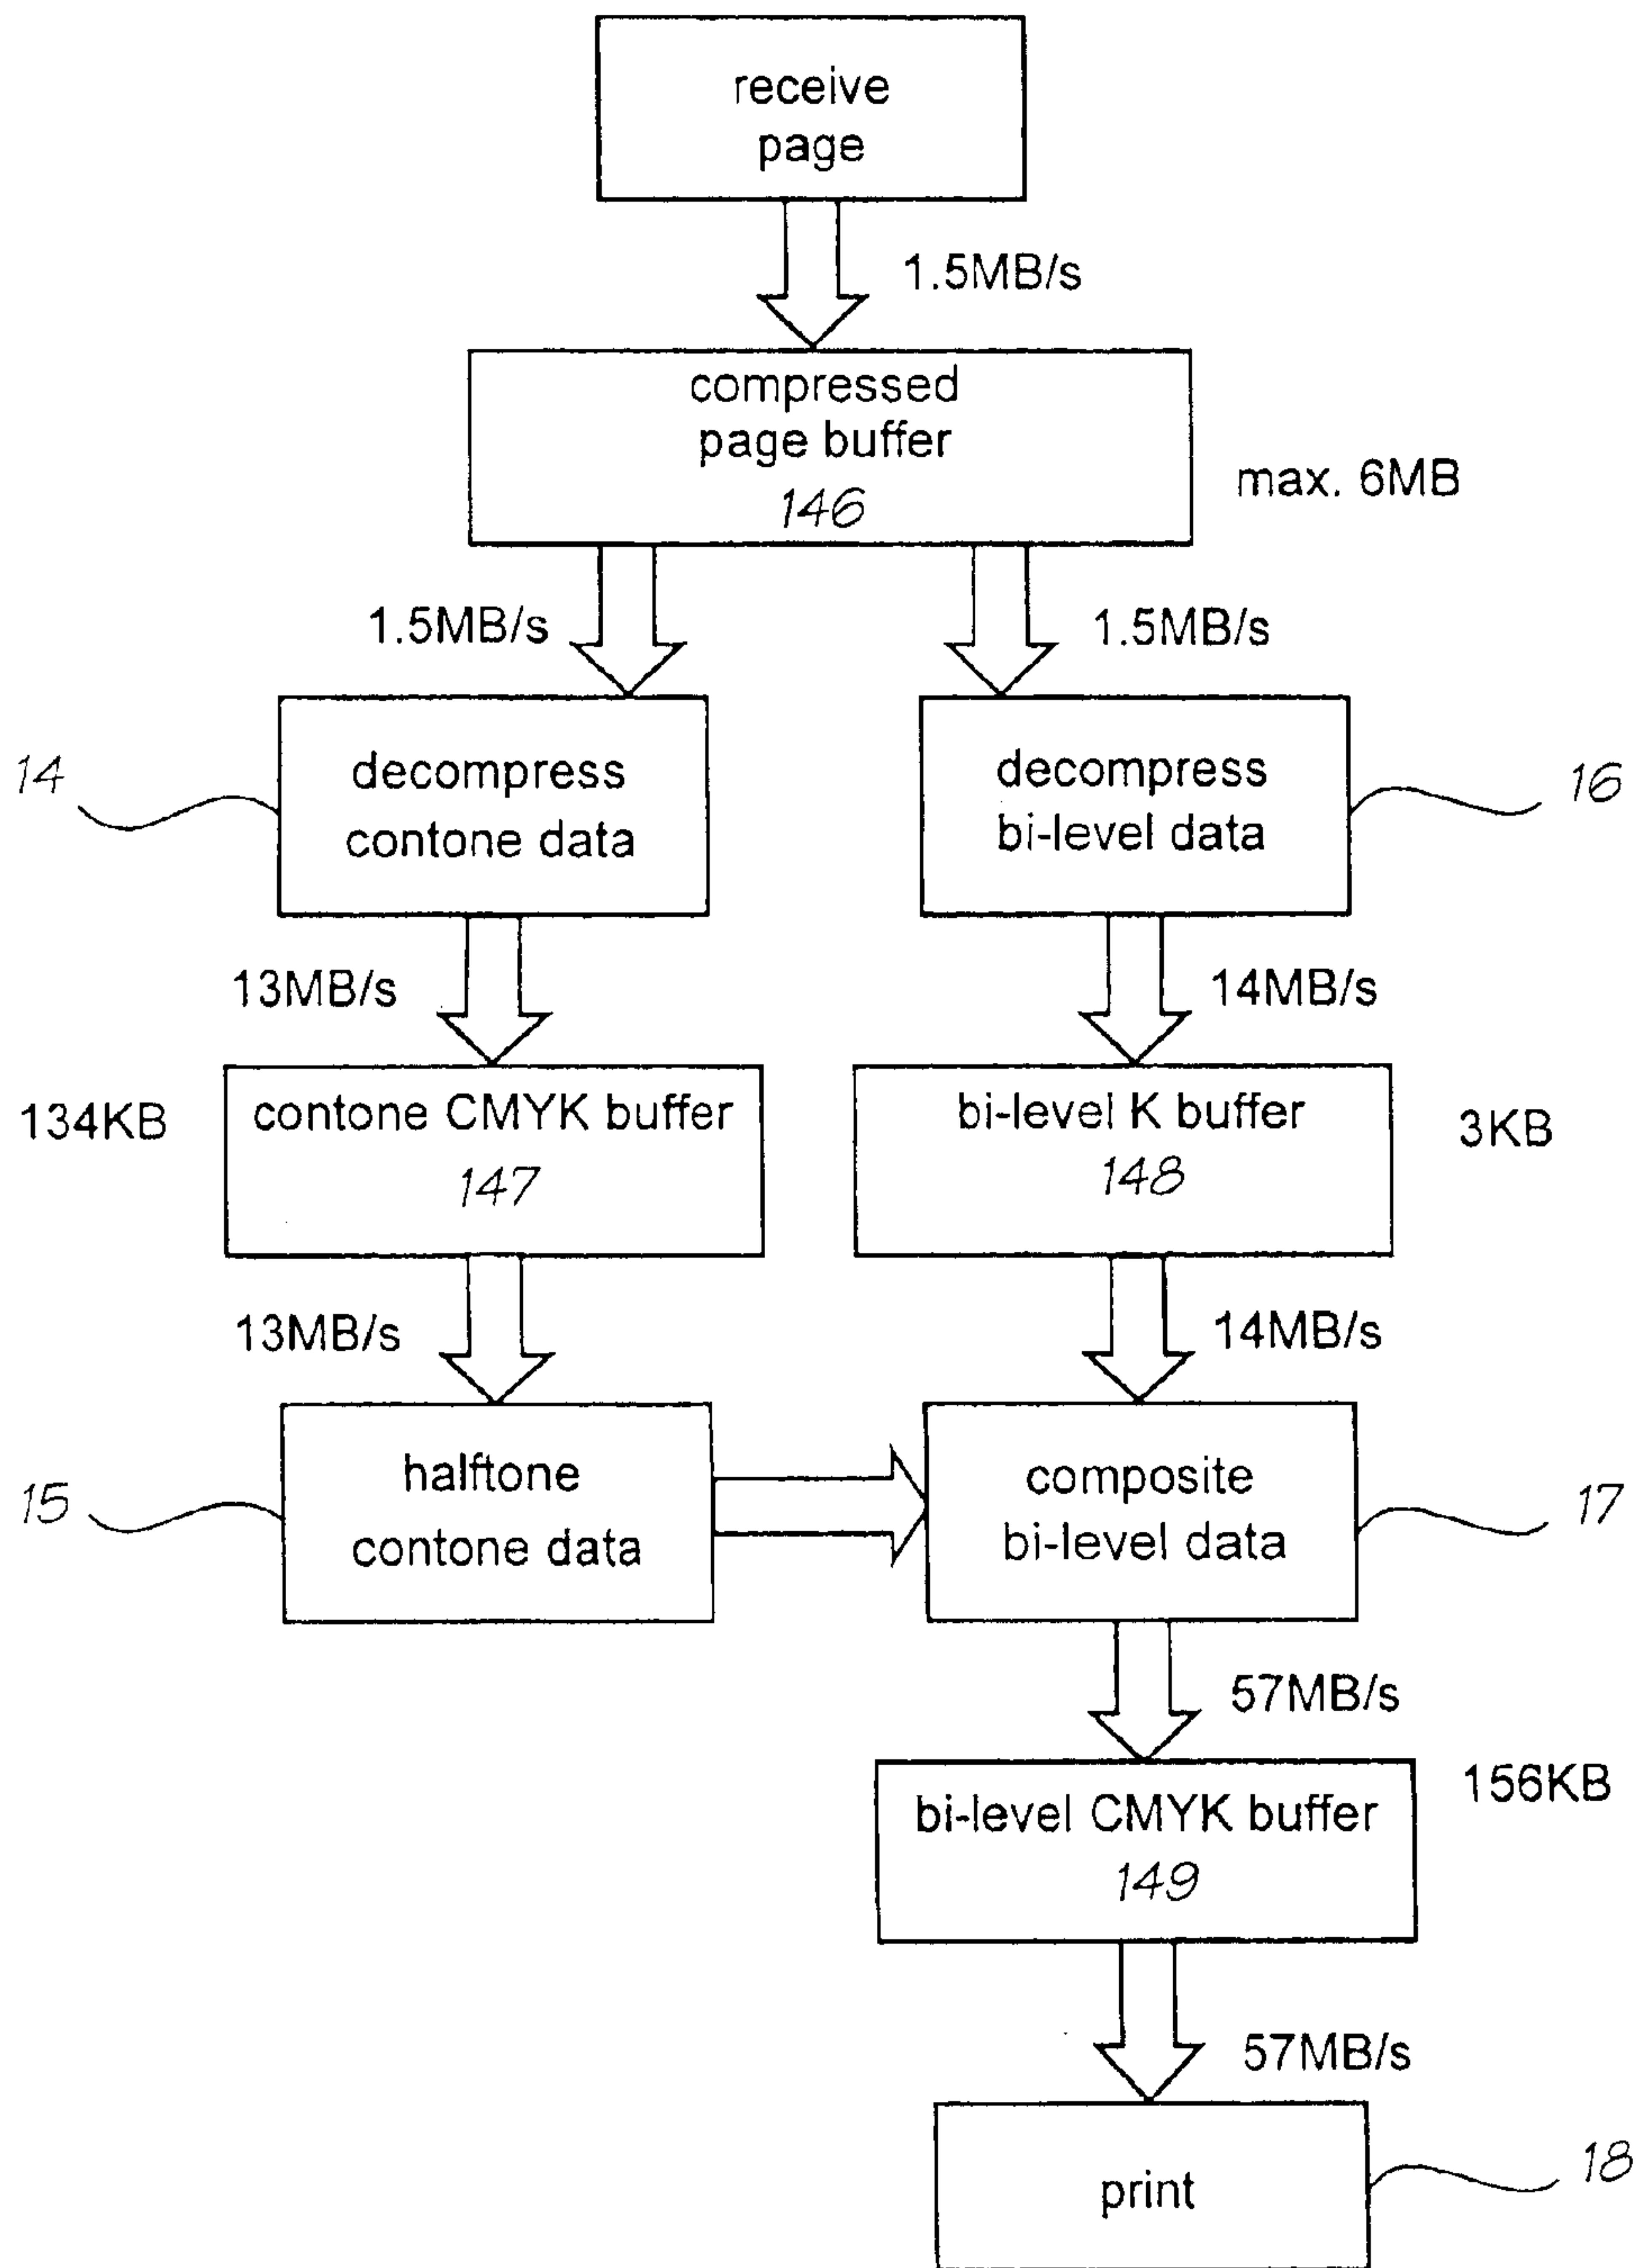 receive
page
1.5MB/s
compressed
page buffer
146
max. 6MB
1.5MB/s
1.5MB/s
14
decompress
contone data
decompress
bi-level data
16
13MB/s
14MB/s
134KB
contone CMYK buffer
147
bi-level K buffer
148
3KB
13MB/s
14MB/s
15
halftone
contone data
composite
bi-level data
17
57MB/s
bi-level CMYK buffer
149
156KB
57MB/s
print
18